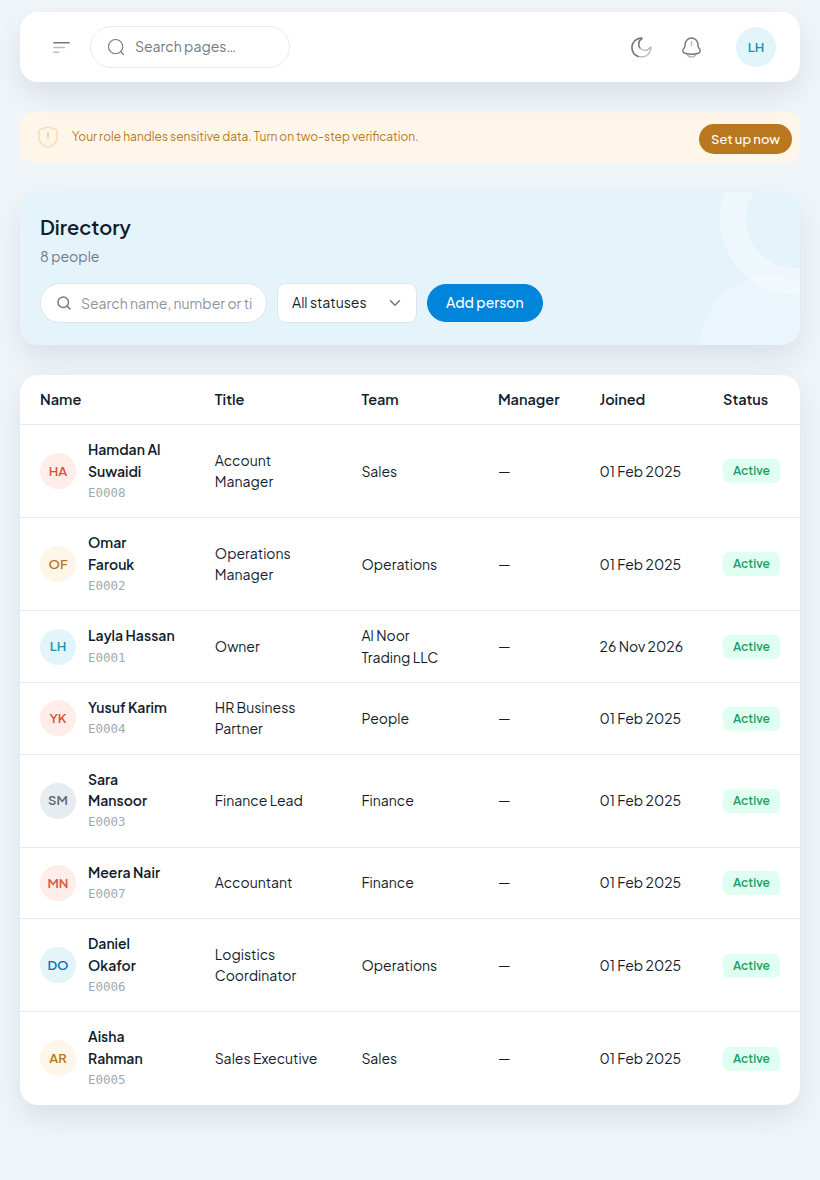 Search pages...
LH
Your role handles sensitive data. Turn on two-step verification.
Set up now
Directory
8 people
Search name, number or ti
All statuses
Add person
Name Title Team Manager Joined Status
HA Hamdan Al Suwaidi E0008 Account Manager Sales — 01 Feb 2025 Active
OF Omar Farouk E0002 Operations Manager Operations — 01 Feb 2025 Active
LH Layla Hassan E0001 Owner Al Noor Trading LLC — 26 Nov 2026 Active
YK Yusuf Karim E0004 HR Business Partner People — 01 Feb 2025 Active
SM Sara Mansoor E0003 Finance Lead Finance — 01 Feb 2025 Active
MN Meera Nair E0007 Accountant Finance — 01 Feb 2025 Active
DO Daniel Okafor E0006 Logistics Coordinator Operations — 01 Feb 2025 Active
AR Aisha Rahman E0005 Sales Executive Sales — 01 Feb 2025 Active